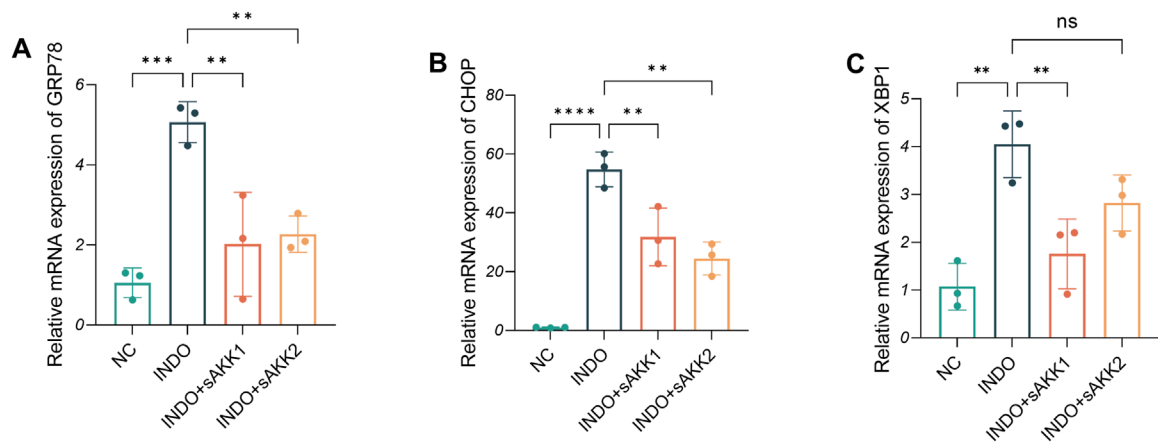 A
Relative mRNA expression of GRP78
**
*** **
6
4
2
0
NC
INDO
INDO+sAKK1
INDO+sAKK2
B
Relative mRNA expression of CHOP
**
**** **
80
60
40
20
0
NC
INDO
INDO+sAKK1
INDO+sAKK2
C
Relative mRNA expression of XBP1
ns
** **
5
4
3
2
1
0
NC
INDO
INDO+sAKK1
INDO+sAKK2